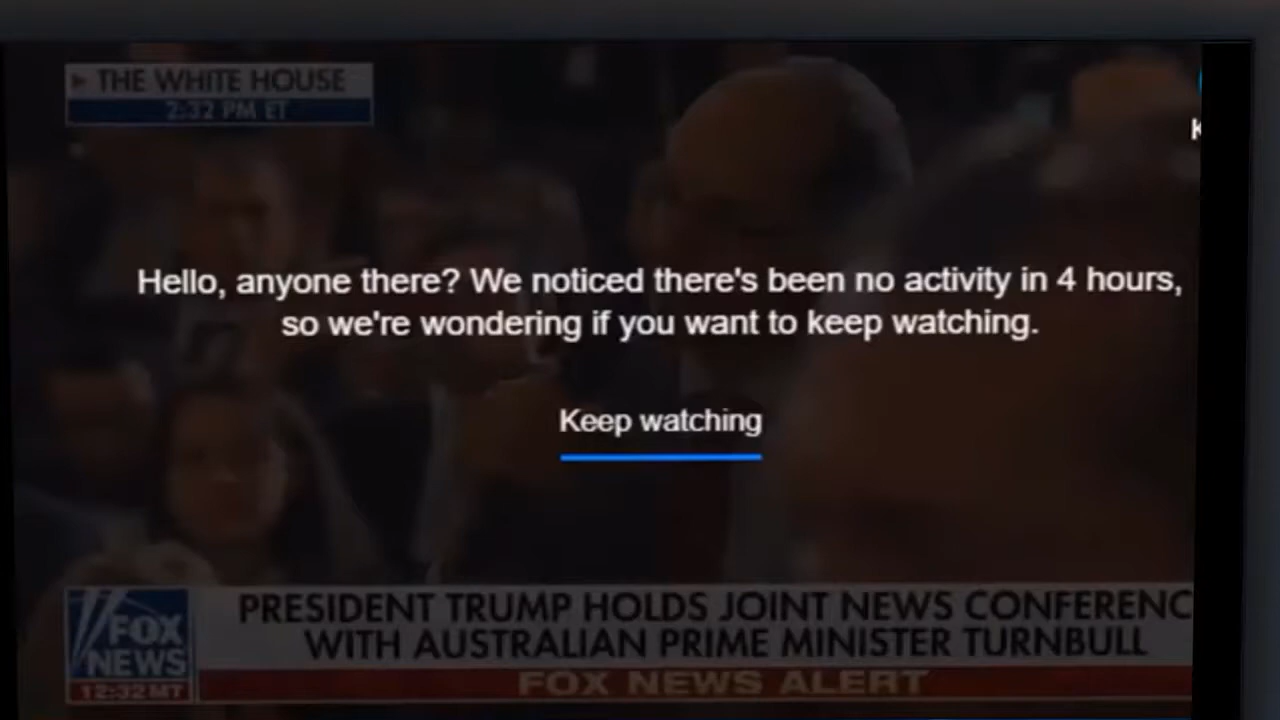 THE WHITE HOUSE
2:32 PM ET
K
Hello, anyone there? We noticed there's been no activity in 4 hours,
so we're wondering if you want to keep watching.
Keep watching
PRESIDENT TRUMP HOLDS JOINT NEWS CONFERENC
WITH AUSTRALIAN PRIME MINISTER TURNBULL
FOX
NEWS
12:32 MT
FOX NEWS ALERT